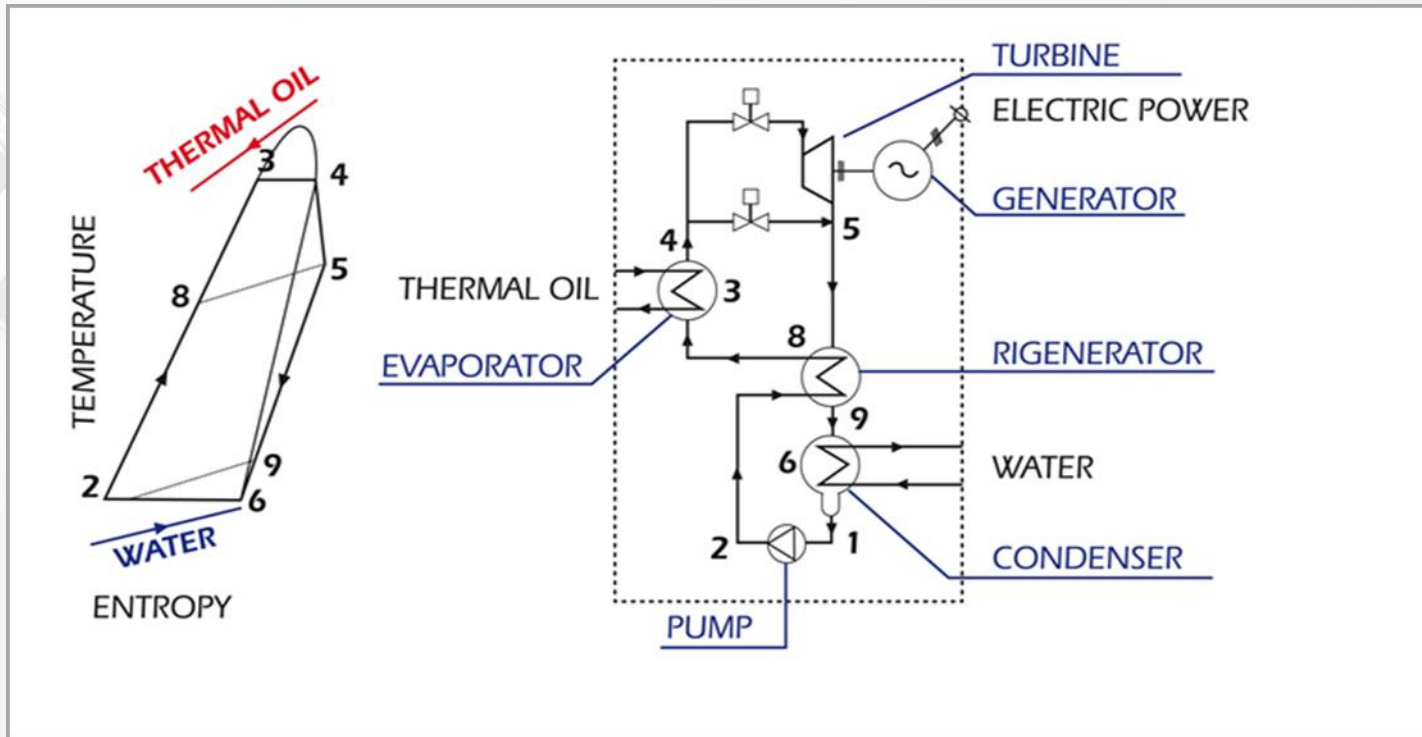 THERMAL OIL
3
4
5
8
9
2
6
WATER
TEMPERATURE
ENTROPY
TURBINE
ELECTRIC POWER
GENERATOR
5
4
THERMAL OIL
3
8
EVAPORATOR
RIGENERATOR
9
6
WATER
2
1
CONDENSER
PUMP